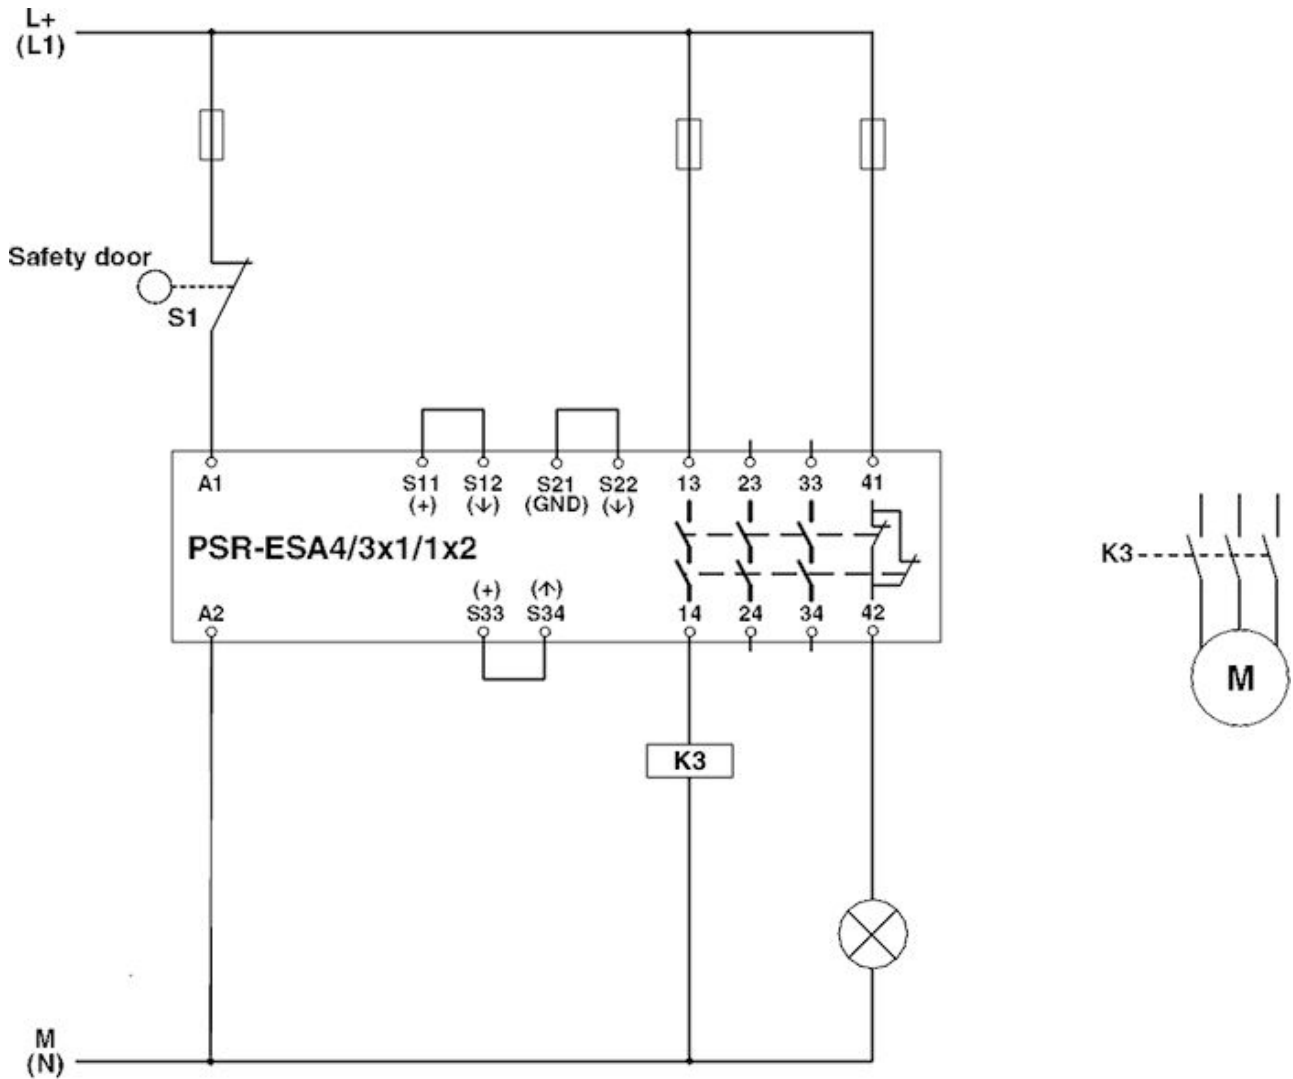 L+
(L1)
Safety door
S1
A1 S11 S12 S21 S22 13 23 33 41
(+) (↓) (GND) (↓)
PSR-ESA4/3x1/1x2
K3
(+) (↑)
A2 S33 S34 14 24 34 42
M
K3
M
(N)